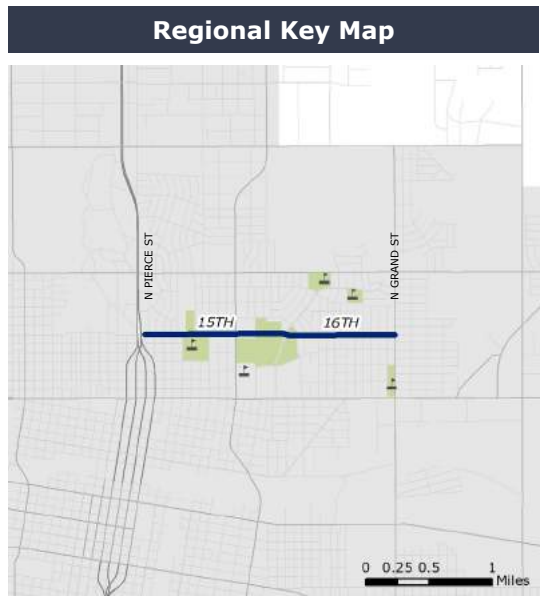 Regional Key Map
N PIERCE ST
N GRAND ST
15TH
16TH
0 0.25 0.5 1
Miles